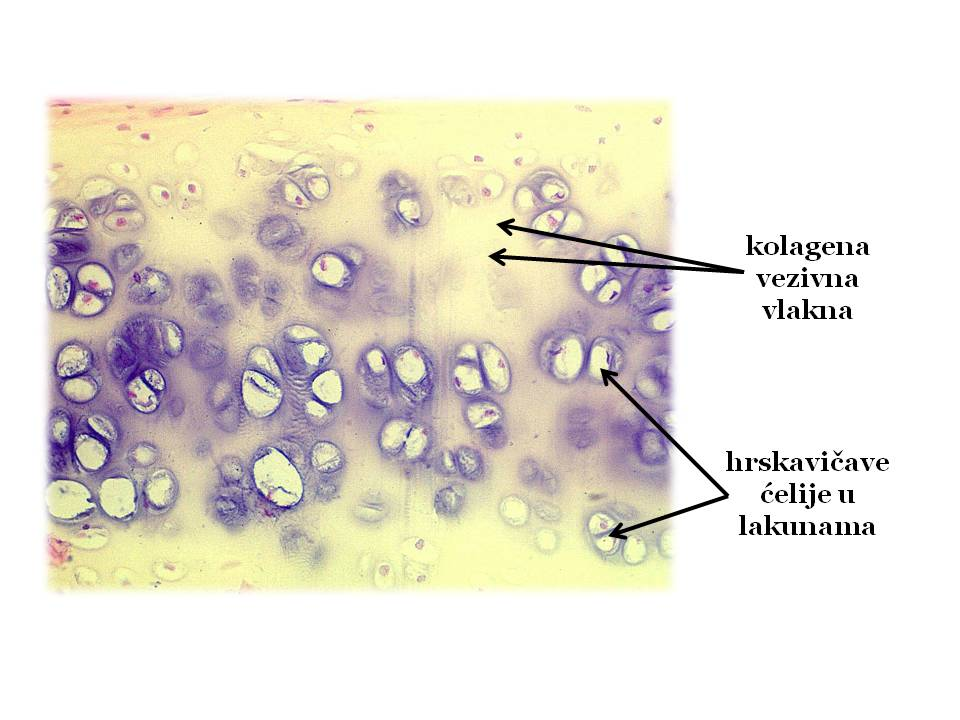 kolagena
vezivna
vlakna
hrskavičave
ćelije u
lakunama